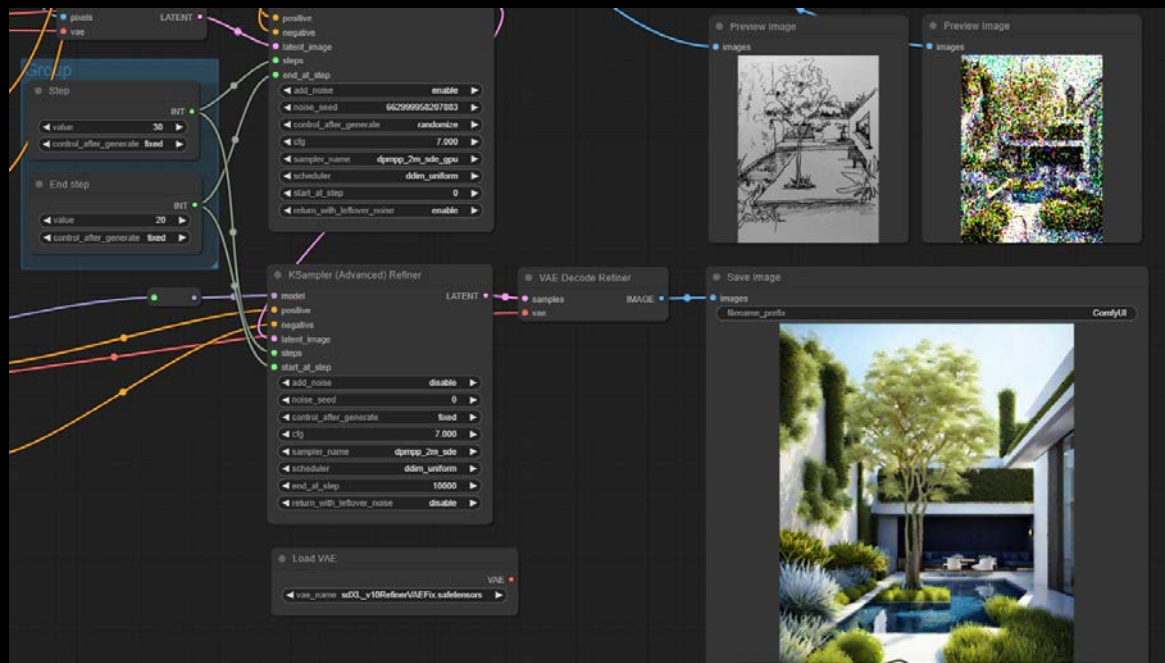 pixels LATENT
vae
Group
Step
INT
value 30
control_after_generate fixed
End step
INT
value 20
control_after_generate fixed
positive
negative
latent_image
steps
end_at_step
add_noise enable
noise_seed 662999958207883
control_after_generate randomize
cfg 7.000
sampler_name dpmpp_2m_sde_gpu
scheduler ddim_uniform
start_at_step 0
return_with_leftover_noise enable
Preview Image
images
Preview Image
images
KSampler (Advanced) Refiner
model LATENT
positive
negative
latent_image
steps
start_at_step
add_noise disable
noise_seed 0
control_after_generate fixed
cfg 7.000
sampler_name dpmpp_2m_sde
scheduler ddim_uniform
end_at_step 10000
return_with_leftover_noise disable
VAE Decode Refiner
samples IMAGE
vae
Save Image
images
filename_prefix ComfyUI
Load VAE
VAE
vae_name sdXL_v10RefinerVAEFix.safetensors